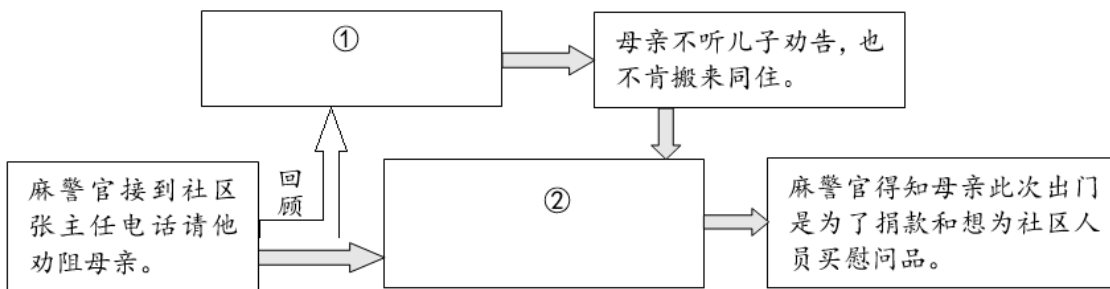 ①
母亲不听儿子劝告，也
不肯搬来同住。
麻警官接到社区
张主任电话请他
劝阻母亲。
回
顾
②
麻警官得知母亲此次出门
是为了捐款和想为社区人
员买慰问品。